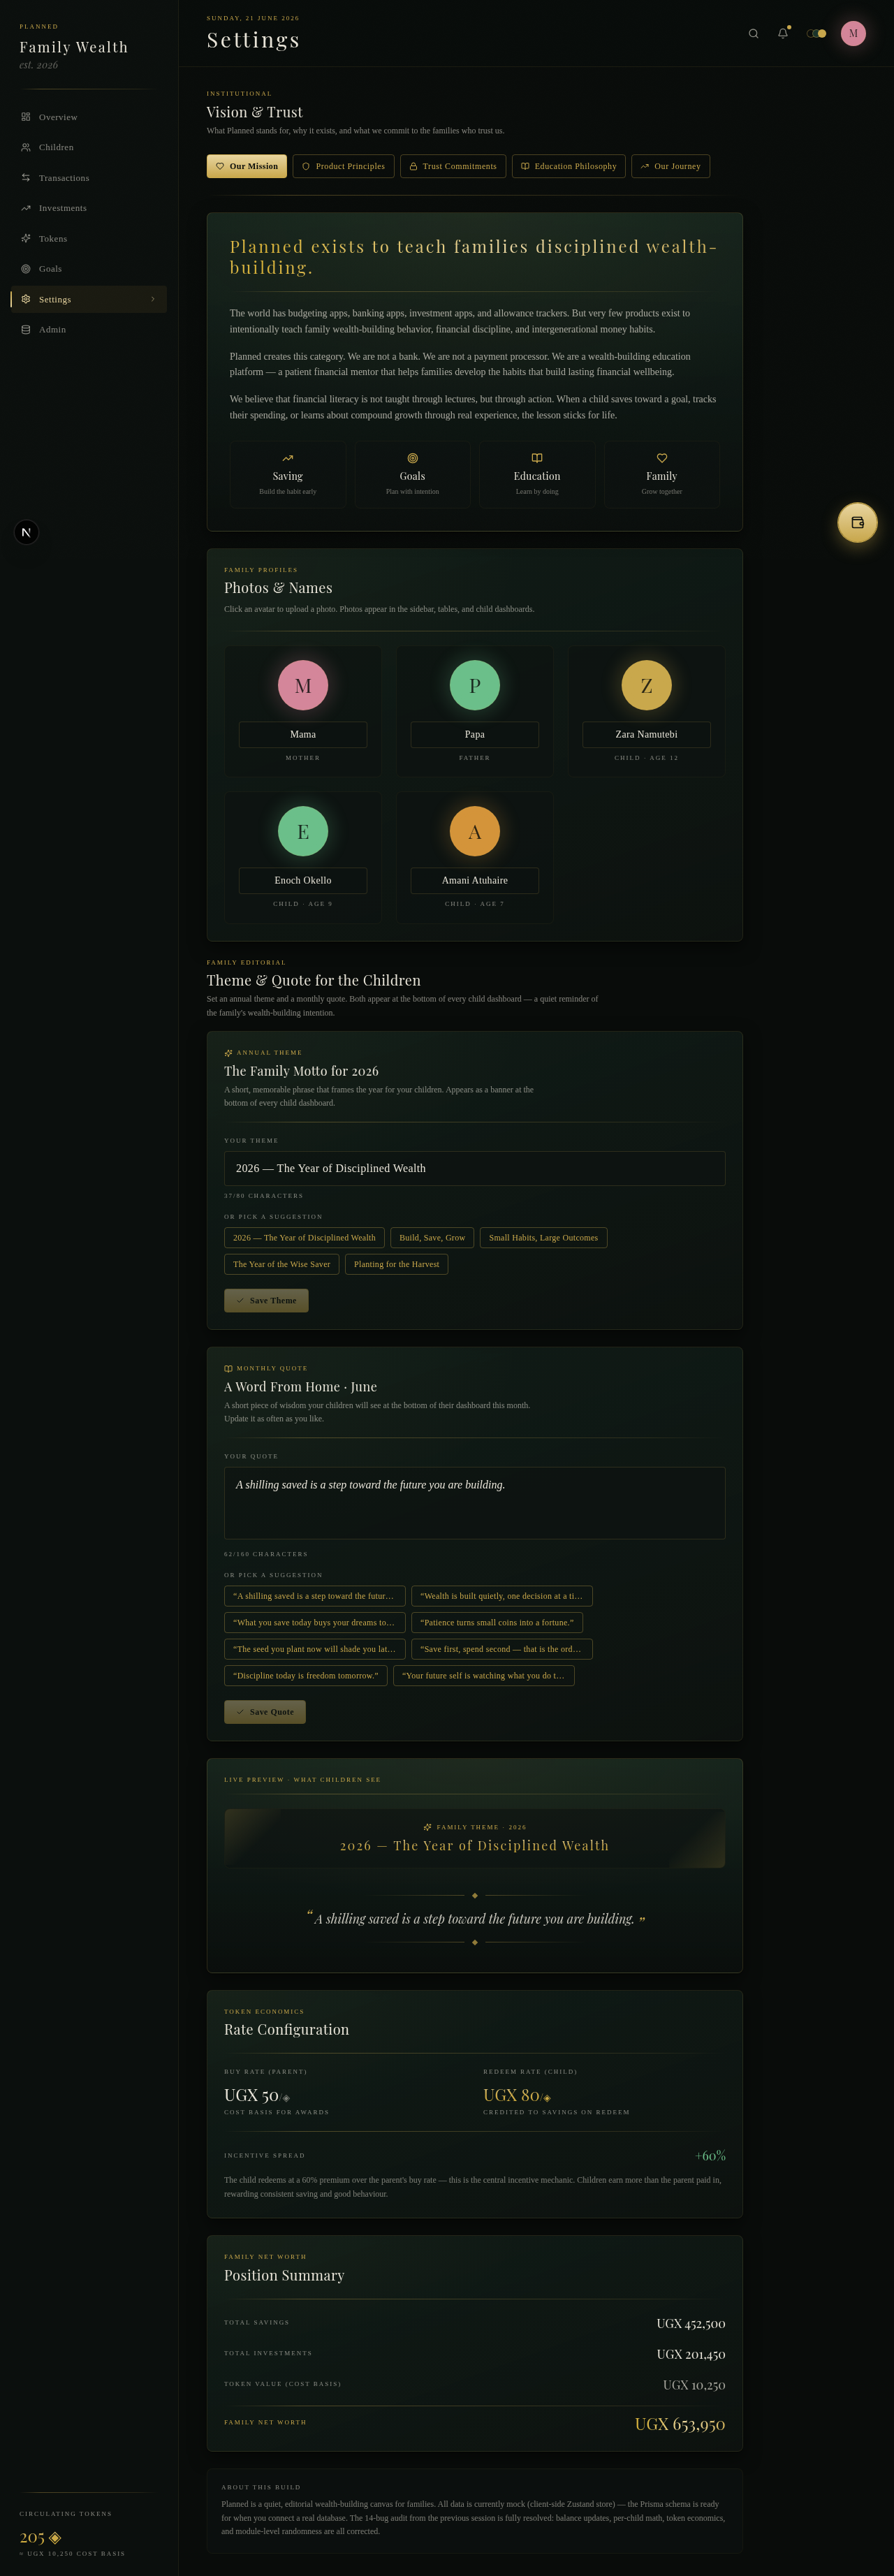 PLANNED
Family Wealth
est. 2026
Overview
Children
Transactions
Investments
Tokens
Goals
Settings
Admin
CIRCULATING TOKENS
205 ◈
≈ UGX 10,250 COST BASIS
SUNDAY, 21 JUNE 2026
Settings
M
INSTITUTIONAL
Vision & Trust
What Planned stands for, why it exists, and what we commit to the families who trust us.
Our Mission
Product Principles
Trust Commitments
Education Philosophy
Our Journey
Planned exists to teach families disciplined wealth-
building.
The world has budgeting apps, banking apps, investment apps, and allowance trackers. But very few products exist to
intentionally teach family wealth-building behavior, financial discipline, and intergenerational money habits.
Planned creates this category. We are not a bank. We are not a payment processor. We are a wealth-building education
platform — a patient financial mentor that helps families develop the habits that build lasting financial wellbeing.
We believe that financial literacy is not taught through lectures, but through action. When a child saves toward a goal, tracks
their spending, or learns about compound growth through real experience, the lesson sticks for life.
Saving
Build the habit early
Goals
Plan with intention
Education
Learn by doing
Family
Grow together
N
FAMILY PROFILES
Photos & Names
Click an avatar to upload a photo. Photos appear in the sidebar, tables, and child dashboards.
M
Mama
MOTHER
P
Papa
FATHER
Z
Zara Namutebi
CHILD · AGE 12
E
Enoch Okello
CHILD · AGE 9
A
Amani Atuhaire
CHILD · AGE 7
FAMILY EDITORIAL
Theme & Quote for the Children
Set an annual theme and a monthly quote. Both appear at the bottom of every child dashboard — a quiet reminder of
the family's wealth-building intention.
ANNUAL THEME
The Family Motto for 2026
A short, memorable phrase that frames the year for your children. Appears as a banner at the
bottom of every child dashboard.
YOUR THEME
2026 — The Year of Disciplined Wealth
37/80 CHARACTERS
OR PICK A SUGGESTION
2026 — The Year of Disciplined Wealth
Build, Save, Grow
Small Habits, Large Outcomes
The Year of the Wise Saver
Planting for the Harvest
Save Theme
MONTHLY QUOTE
A Word From Home · June
A short piece of wisdom your children will see at the bottom of their dashboard this month.
Update it as often as you like.
YOUR QUOTE
A shilling saved is a step toward the future you are building.
62/160 CHARACTERS
OR PICK A SUGGESTION
“A shilling saved is a step toward the futur…
“Wealth is built quietly, one decision at a ti…
“What you save today buys your dreams to…
“Patience turns small coins into a fortune.”
“The seed you plant now will shade you lat…
“Save first, spend second — that is the ord…
“Discipline today is freedom tomorrow.”
“Your future self is watching what you do t…
Save Quote
LIVE PREVIEW · WHAT CHILDREN SEE
FAMILY THEME · 2026
2026 — The Year of Disciplined Wealth
“ A shilling saved is a step toward the future you are building. ”
TOKEN ECONOMICS
Rate Configuration
BUY RATE (PARENT)
UGX 50/◈
COST BASIS FOR AWARDS
REDEEM RATE (CHILD)
UGX 80/◈
CREDITED TO SAVINGS ON REDEEM
INCENTIVE SPREAD
+60%
The child redeems at a 60% premium over the parent's buy rate — this is the central incentive mechanic. Children earn more than the parent paid in,
rewarding consistent saving and good behaviour.
FAMILY NET WORTH
Position Summary
TOTAL SAVINGS
UGX 452,500
TOTAL INVESTMENTS
UGX 201,450
TOKEN VALUE (COST BASIS)
UGX 10,250
FAMILY NET WORTH
UGX 653,950
ABOUT THIS BUILD
Planned is a quiet, editorial wealth-building canvas for families. All data is currently mock (client-side Zustand store) — the Prisma schema is ready
for when you connect a real database. The 14-bug audit from the previous session is fully resolved: balance updates, per-child math, token economics,
and module-level randomness are all corrected.